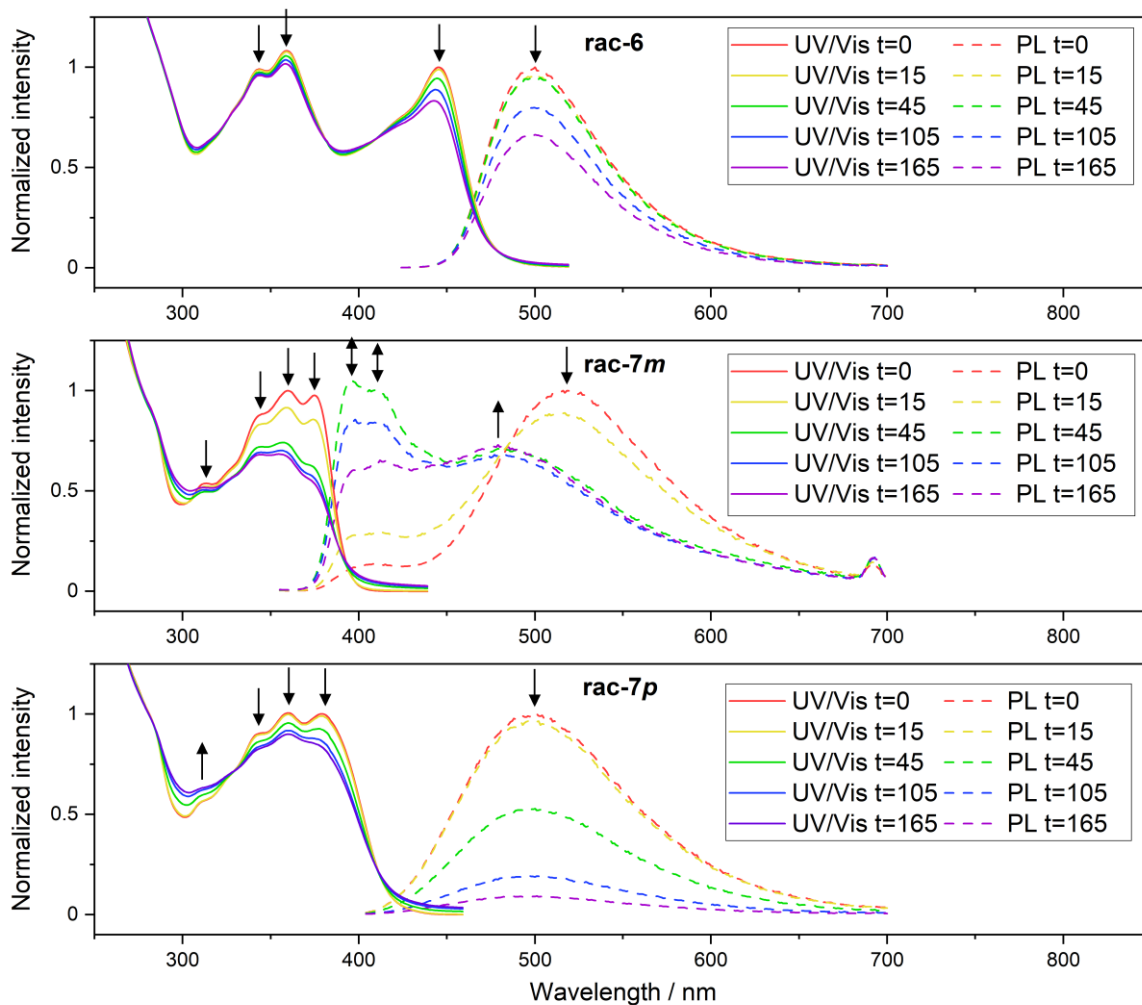 rac-6
Normalized intensity
1
0.5
0
UV/Vis t=0 PL t=0
UV/Vis t=15 PL t=15
UV/Vis t=45 PL t=45
UV/Vis t=105 PL t=105
UV/Vis t=165 PL t=165
300 400 500 600 700 800
rac-7m
Normalized intensity
1
0.5
0
UV/Vis t=0 PL t=0
UV/Vis t=15 PL t=15
UV/Vis t=45 PL t=45
UV/Vis t=105 PL t=105
UV/Vis t=165 PL t=165
300 400 500 600 700 800
rac-7p
Normalized intensity
1
0.5
0
UV/Vis t=0 PL t=0
UV/Vis t=15 PL t=15
UV/Vis t=45 PL t=45
UV/Vis t=105 PL t=105
UV/Vis t=165 PL t=165
300 400 500 600 700 800
Wavelength / nm